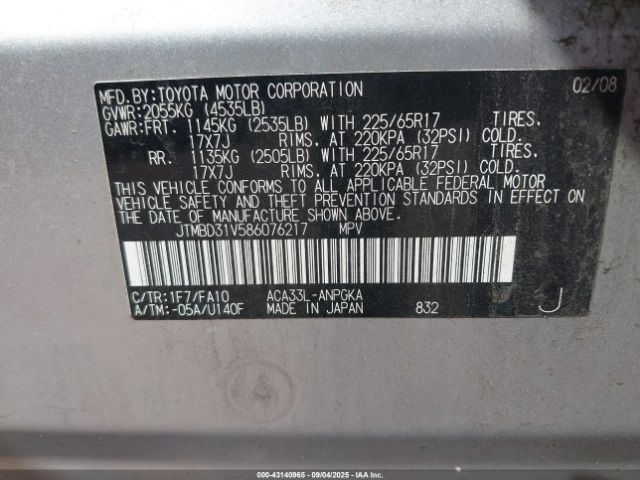 MFD.BY:TOYOTA MOTOR CORPORATION 02/08
GVWR:2055KG (4535LB)
GAWR:FRT. 1145KG (2535LB) WITH 225/65R17 TIRES,
17X7J RIMS, AT 220KPA (32PSI) COLD.
RR. 1135KG (2505LB) WITH 225/65R17 TIRES,
17X7J RIMS, AT 220KPA (32PSI) COLD.
THIS VEHICLE CONFORMS TO ALL APPLICABLE FEDERAL MOTOR
VEHICLE SAFETY AND THEFT PREVENTION STANDARDS IN EFFECT ON
THE DATE OF MANUFACTURE SHOWN ABOVE.
JTMBD31V586076217 MPV
C/TR:1F7/FA10 ACA33L-ANPGKA
A/TM:-05A/U140F MADE IN JAPAN 832 J
000-43140965 - 09/04/2025 - IAAI.COM